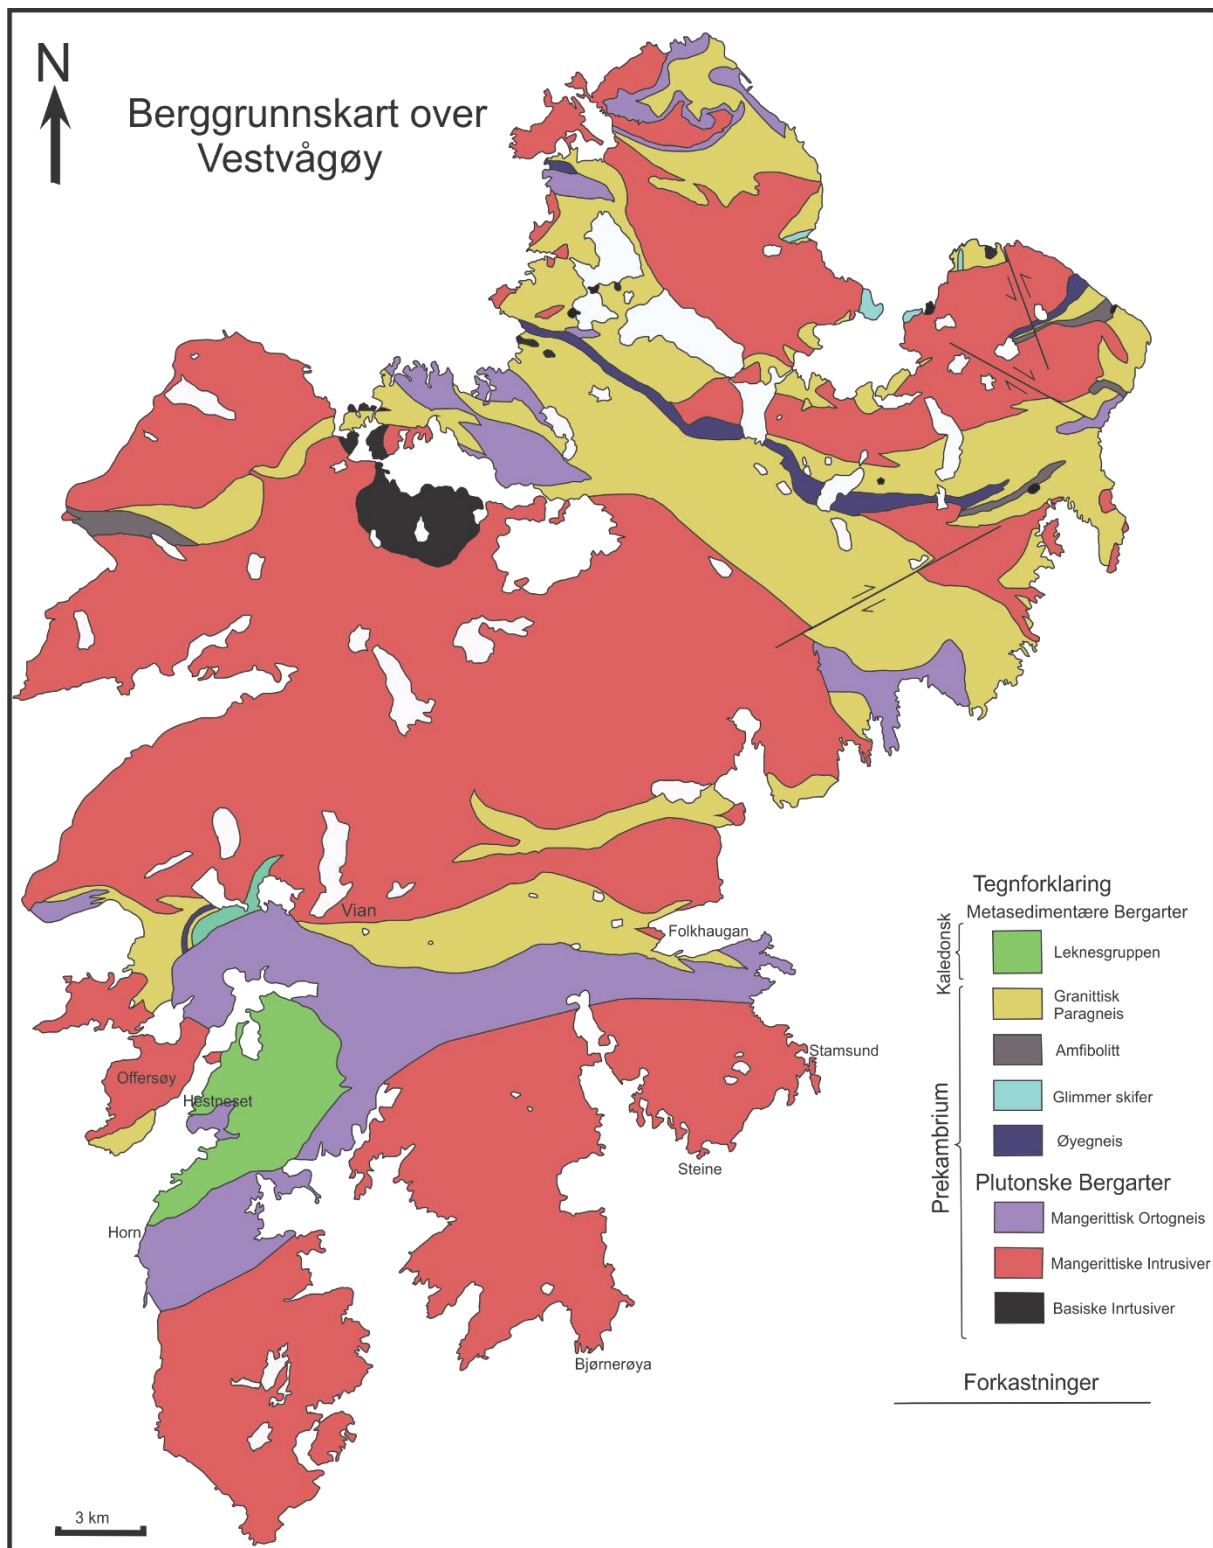 N
Berggrunnskart over
Vestvågøy
Vian
Folkhaugan
Stamsund
Offersøy
Hestneset
Steine
Horn
Bjørnerøya
3 km
Tegnforklaring
Metasedimentære Bergarter
Kaledonsk
Leknesgruppen
Prekambrium
Granittisk
Paragneis
Amfibolitt
Glimmer skifer
Øyegneis
Plutonske Bergarter
Mangerittisk Ortogneis
Mangerittiske Intrusiver
Basiske Inrtusiver
Forkastninger